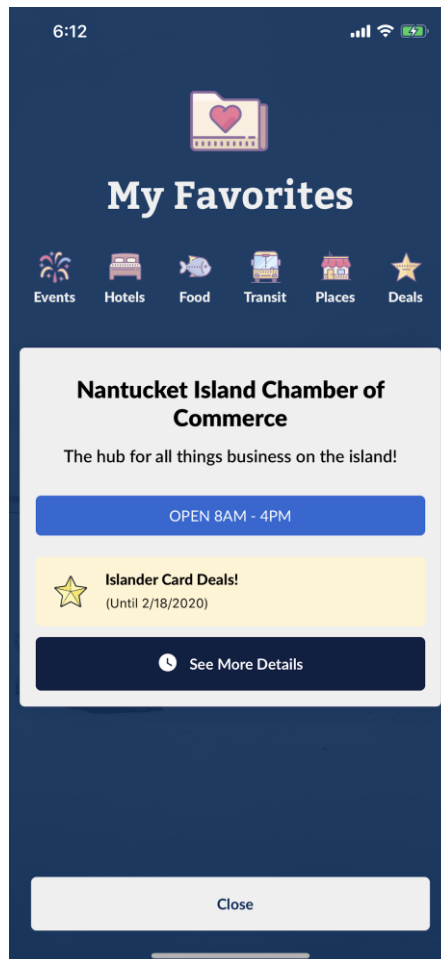 6:12
My Favorites
Events Hotels Food Transit Places Deals
Nantucket Island Chamber of
Commerce
The hub for all things business on the island!
OPEN 8AM - 4PM
Islander Card Deals!
(Until 2/18/2020)
See More Details
Close